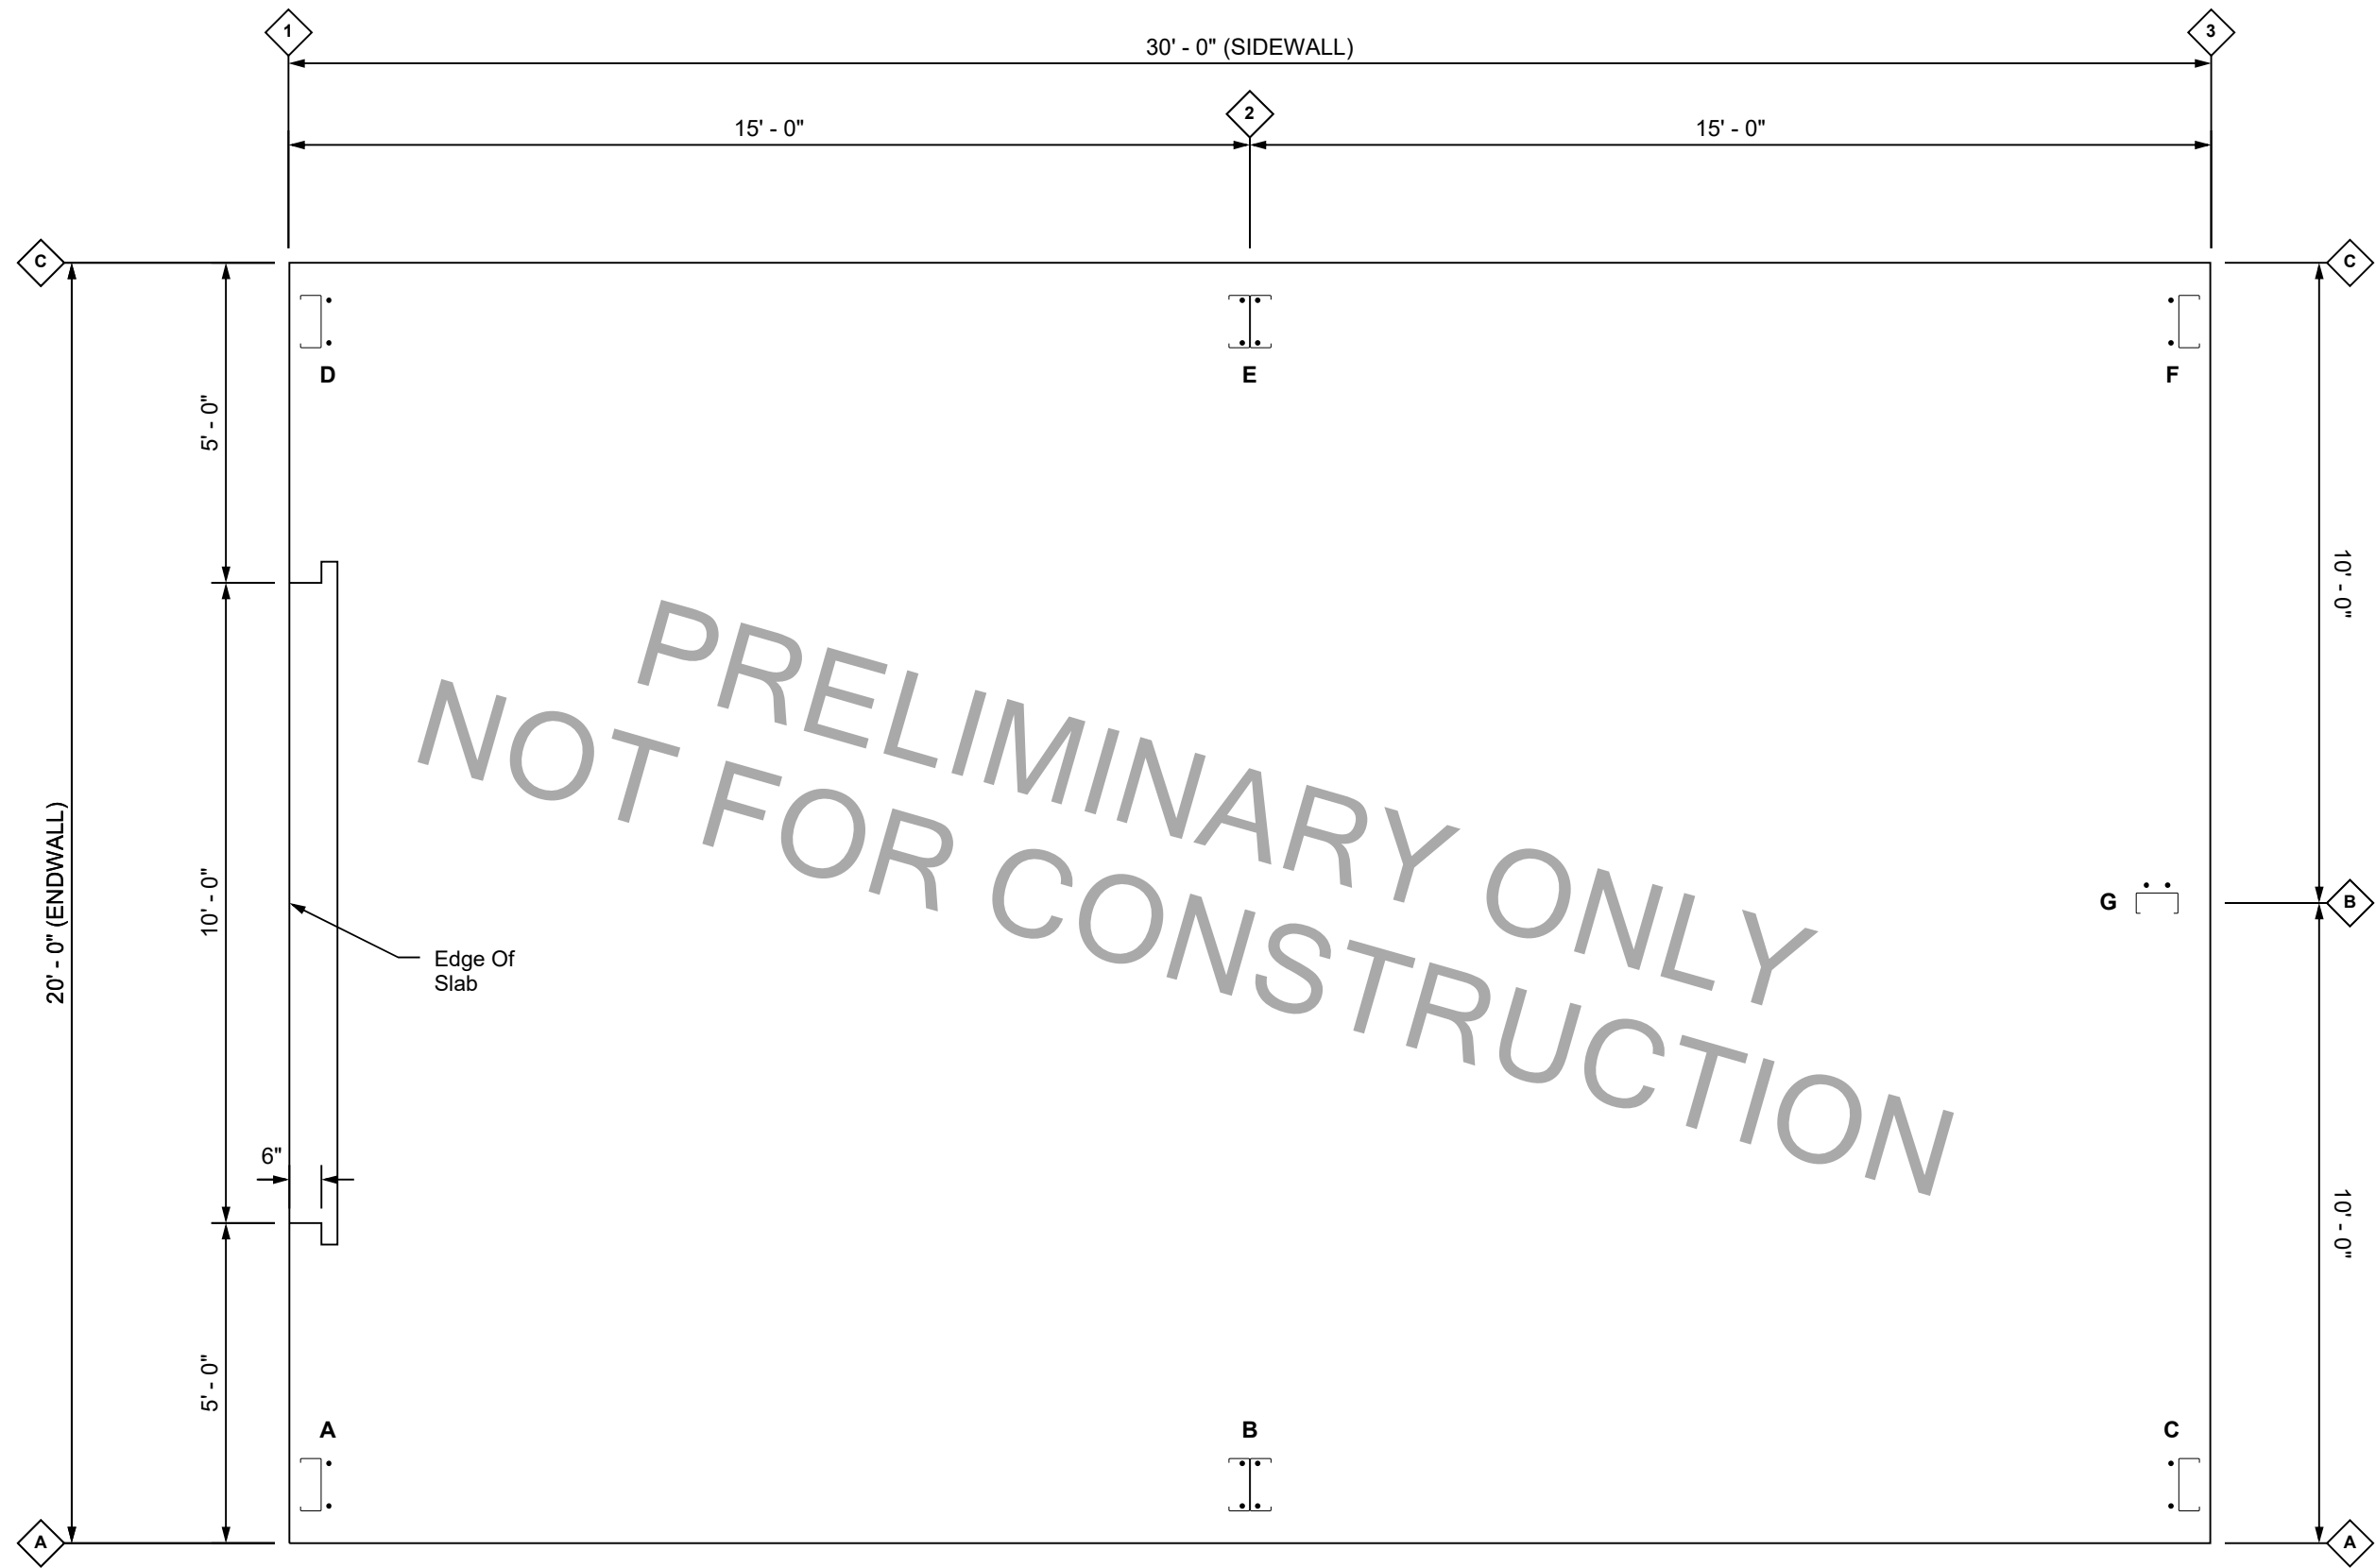 1
3
30' - 0" (SIDEWALL)
2
15' - 0"
15' - 0"
C
C
D
E
F
5' - 0"
10' - 0"
PRELIMINARY ONLY
NOT FOR CONSTRUCTION
20' - 0" (ENDWALL)
10' - 0"
G
B
Edge Of
Slab
6"
10' - 0"
5' - 0"
A
B
C
A
A